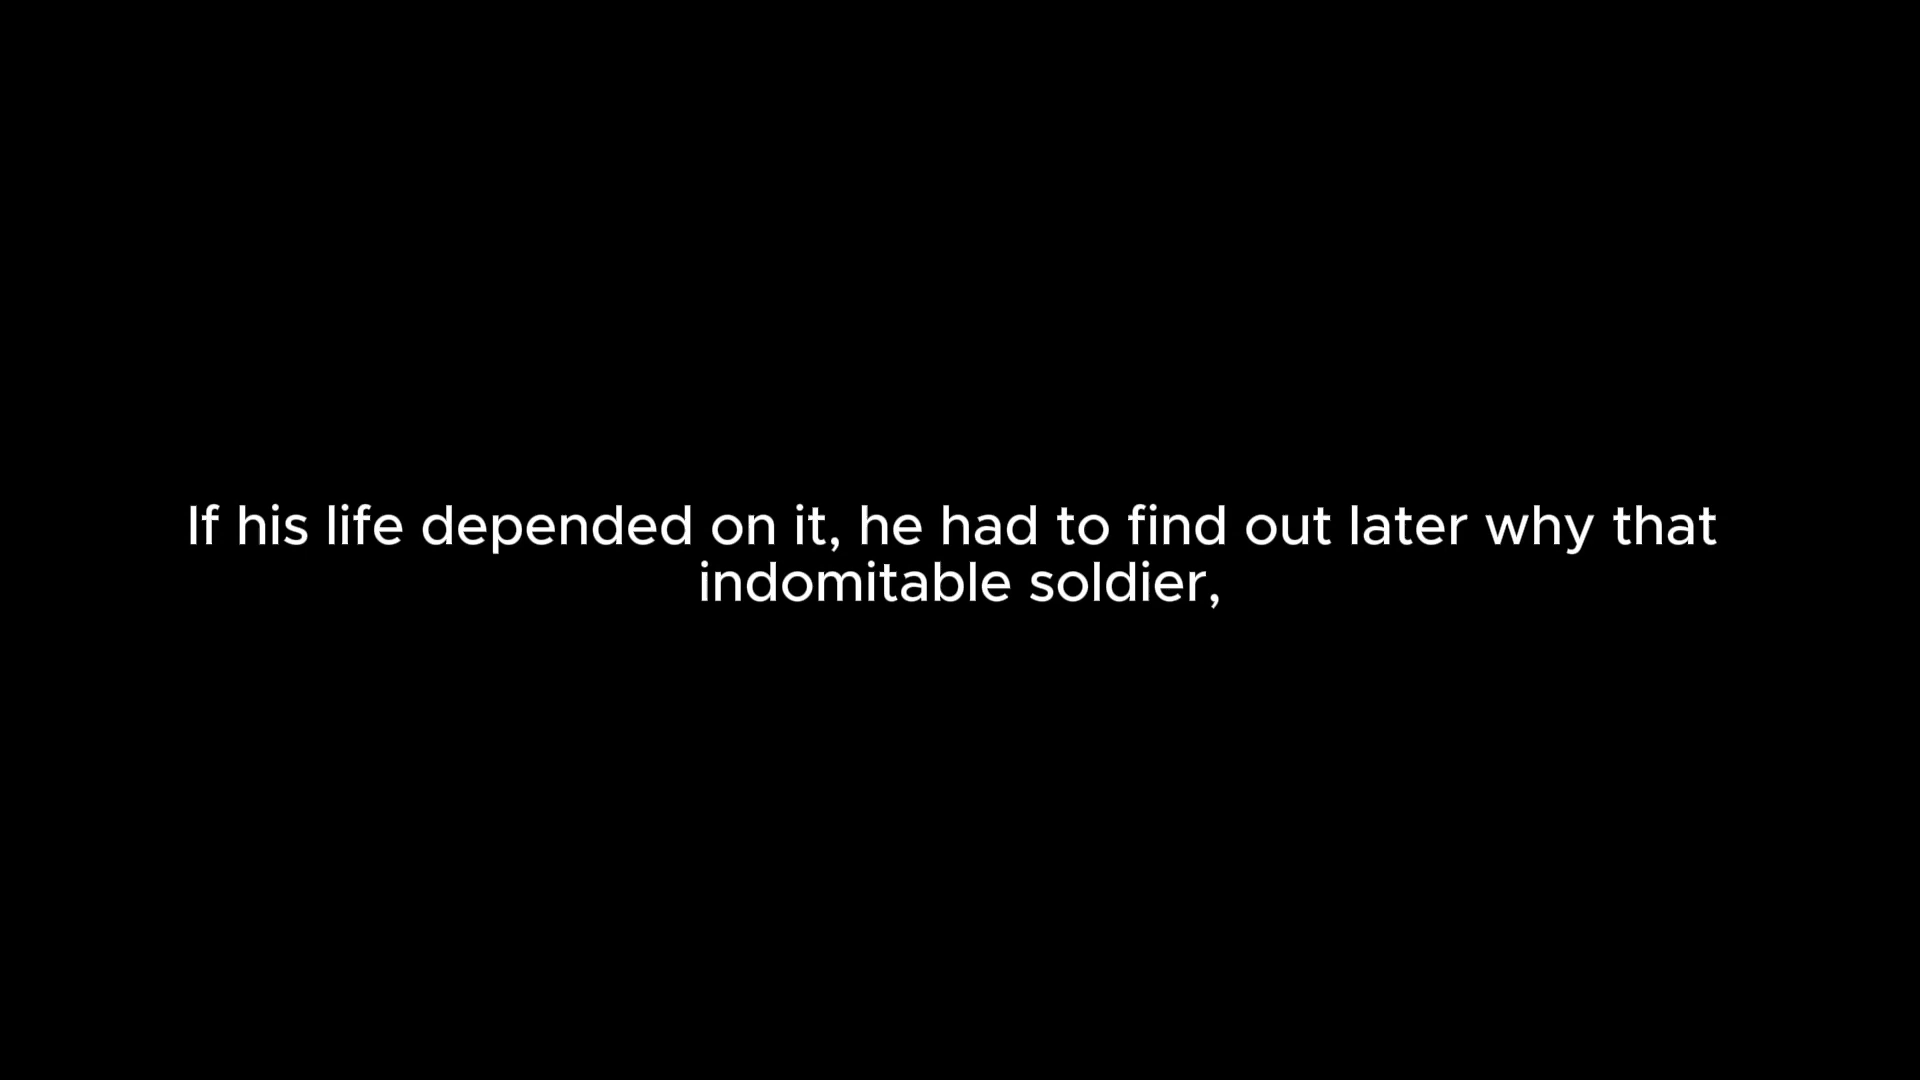 If his life depended on it, he had to find out later why that
indomitable soldier,